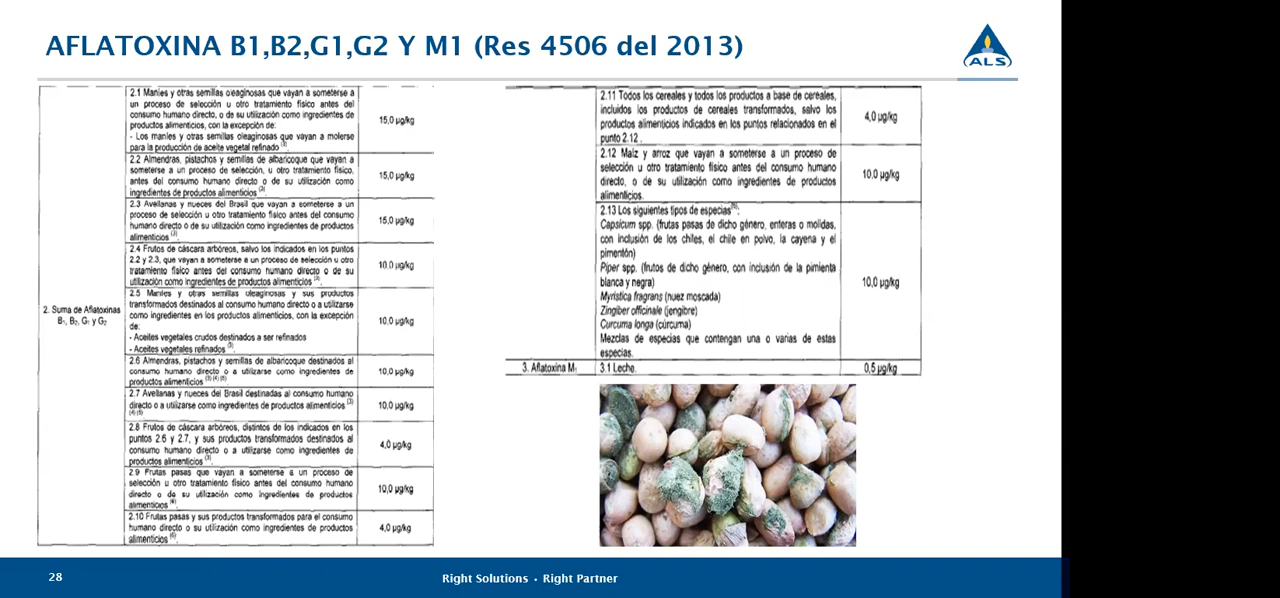 AFLATOXINA B1,B2,G1,G2 Y M1 (Res 4506 del 2013)
ALS
2. Suma de Aflatoxinas
B₁, B₂, G₁ y G₂
2.1 Maníes y otras semillas oleaginosas que vayan a someterse a
un proceso de selección u otro tratamiento físico antes del
consumo humano directo, o de su utilización como ingredientes de
productos alimenticios, con la excepción de:
- Los maníes y otras semillas oleaginosas que vayan a molerse
para la producción de aceite vegetal refinado (3).
15,0 µg/kg
2.2 Almendras, pistachos y semillas de albaricoque que vayan a
someterse a un proceso de selección, u otro tratamiento físico,
antes del consumo humano directo o de su utilización como
ingredientes de productos alimenticios (3).
15,0 µg/kg
2.3 Avellanas y nueces del Brasil que vayan a someterse a un
proceso de selección u otro tratamiento físico antes del consumo
humano directo o de su utilización como ingredientes de productos
alimenticios (3).
15,0 µg/kg
2.4 Frutos de cáscara arbóreos, salvo los indicados en los puntos
2.2 y 2.3, que vayan a someterse a un proceso de selección u otro
tratamiento físico antes del consumo humano directo o de su
utilización como ingredientes de productos alimenticios (3).
10,0 µg/kg
2.5 Maníes y otras semillas oleaginosas y sus productos
transformados destinados al consumo humano directo o a utilizarse
como ingredientes en los productos alimenticios, con la excepción
de:
- Aceites vegetales crudos destinados a ser refinados
- Aceites vegetales refinados (3).
10,0 µg/kg
2.6 Almendras, pistachos y semillas de albaricoque destinados al
consumo humano directo o a utilizarse como ingredientes de
productos alimenticios (3) (4) (5)
10,0 µg/kg
2.7 Avellanas y nueces del Brasil destinadas al consumo humano
directo o a utilizarse como ingredientes de productos alimenticios (3)
(4) (5)
10,0 µg/kg
2.8 Frutos de cáscara arbóreos, distintos de los indicados en los
puntos 2.6 y 2.7, y sus productos transformados destinados al
consumo humano directo o a utilizarse como ingredientes de
productos alimenticios (3).
4,0 µg/kg
2.9 Frutas pasas que vayan a someterse a un proceso de
selección u otro tratamiento físico antes del consumo humano
directo o de su utilización como ingredientes de productos
alimenticios (6)
10,0 µg/kg
2.10 Frutas pasas y sus productos transformados para el consumo
humano directo o su utilización como ingredientes de productos
alimenticios (6).
4,0 µg/kg
2.11 Todos los cereales y todos los productos a base de cereales,
incluidos los productos de cereales transformados, salvo los
productos alimenticios indicados en los puntos relacionados en el
punto 2.12 .
4,0 µg/kg
2.12 Maíz y arroz que vayan a someterse a un proceso de
selección u otro tratamiento físico antes del consumo humano
directo, o de su utilización como ingredientes de productos
alimenticios.
10,0 µg/kg
2.13 Los siguientes tipos de especias(5):
Capsicum spp. (frutas pasas de dicho género, enteras o molidas,
con inclusión de los chiles, el chile en polvo, la cayena y el
pimentón)
Piper spp. (frutos de dicho género, con inclusión de la pimienta
blanca y negra)
Myristica fragrans (nuez moscada)
Zingiber officinale (jengibre)
Curcuma longa (cúrcuma)
Mezclas de especias que contengan una o varias de estas
especias.
10,0 µg/kg
3. Aflatoxina M₁
3.1 Leche.
0,5 µg/kg
28
Right Solutions • Right Partner